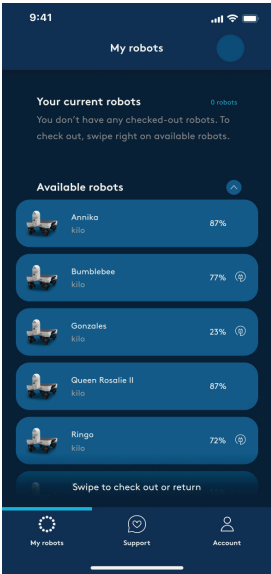 9:41
My robots
Your current robots
0 robots
You don't have any checked-out robots. To
check out, swipe right on available robots.
Available robots
Annika
kilo
87%
Bumblebee
kilo
77%
Gonzales
kilo
23%
Queen Rosalie II
kilo
87%
Ringo
kilo
72%
Swipe to check out or return
My robots
Support
Account